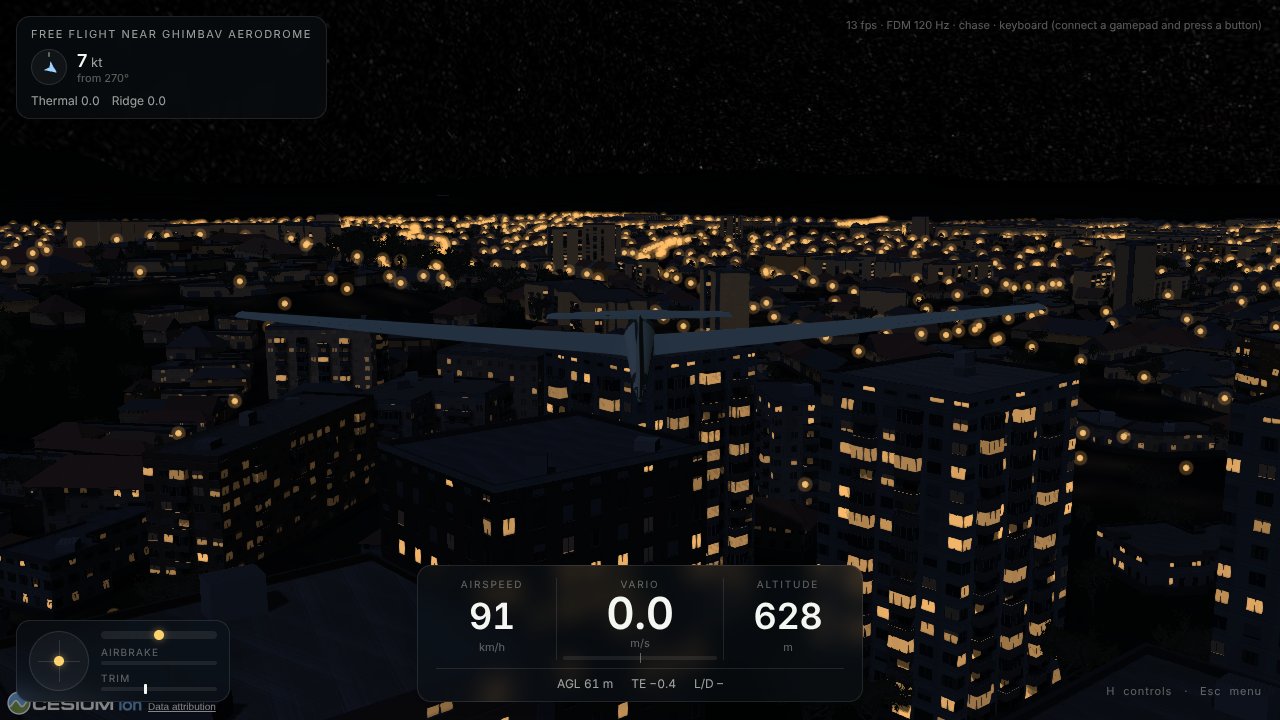 FREE FLIGHT NEAR GHIMBAV AERODROME
7 kt
from 270°
Thermal 0.0 Ridge 0.0
13 fps · FDM 120 Hz · chase · keyboard (connect a gamepad and press a button)
AIRSPEED
91
km/h
VARIO
0.0
m/s
ALTITUDE
628
m
AGL 61 m TE −0.4 L/D –
AIRBRAKE
TRIM
CESIUM ion Data attribution
H controls · Esc menu